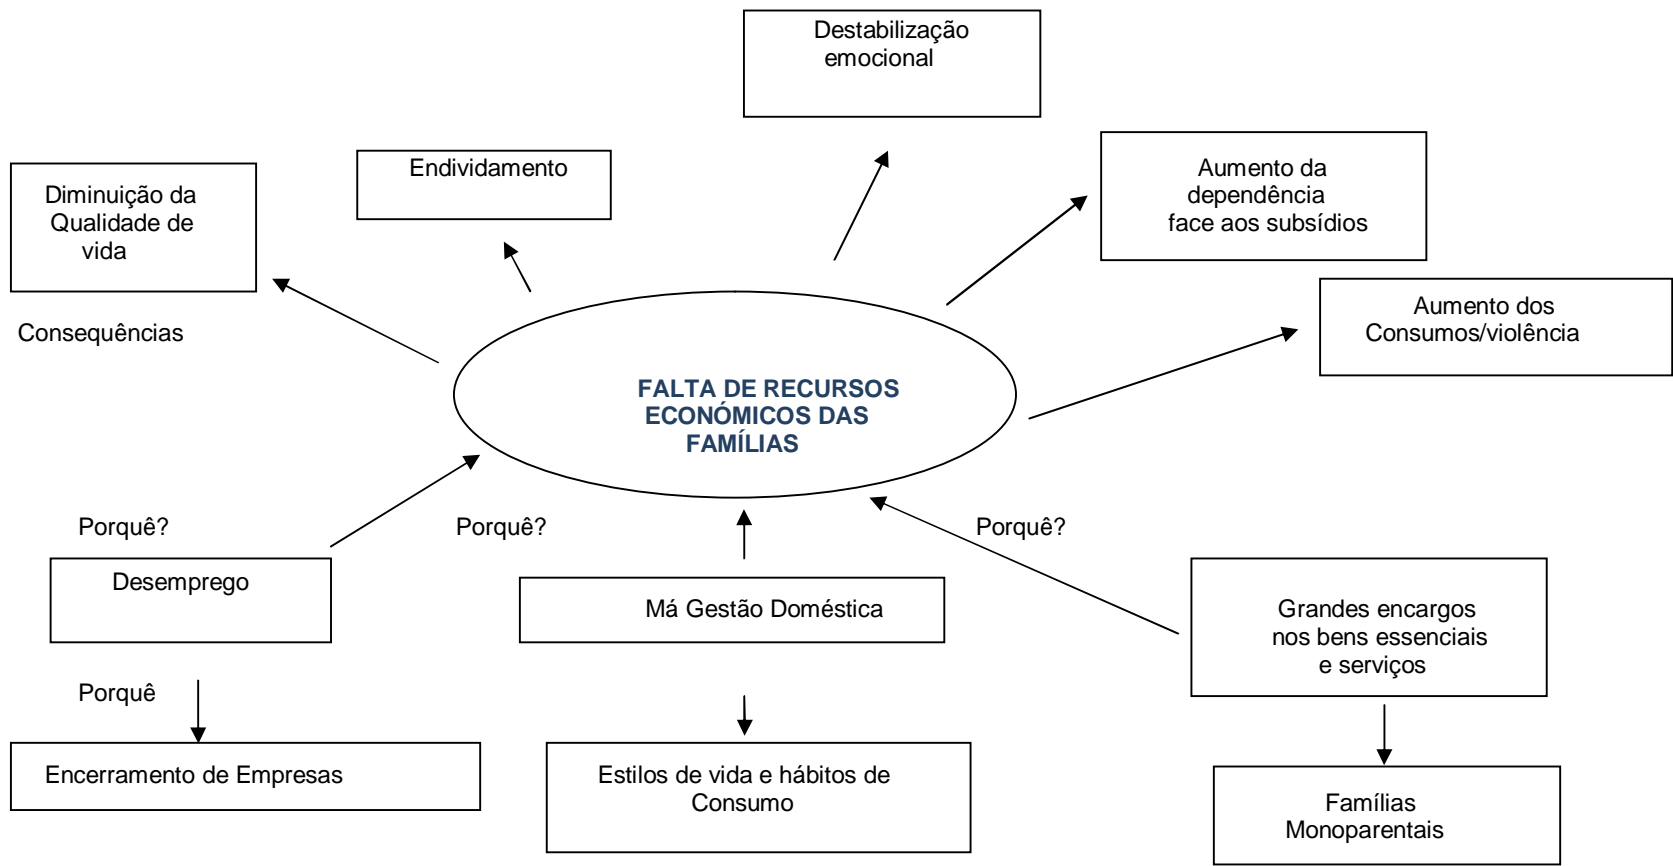 Destabilização
emocional
Endividamento
Aumento da
dependência
face aos subsídios
Diminuição da
Qualidade de
vida
Aumento dos
Consumos/violência
Consequências
FALTA DE RECURSOS
ECONÓMICOS DAS
FAMÍLIAS
Porquê?
Porquê?
Porquê?
Desemprego
Má Gestão Doméstica
Grandes encargos
nos bens essenciais
e serviços
Porquê
Encerramento de Empresas
Estilos de vida e hábitos de
Consumo
Famílias
Monoparentais